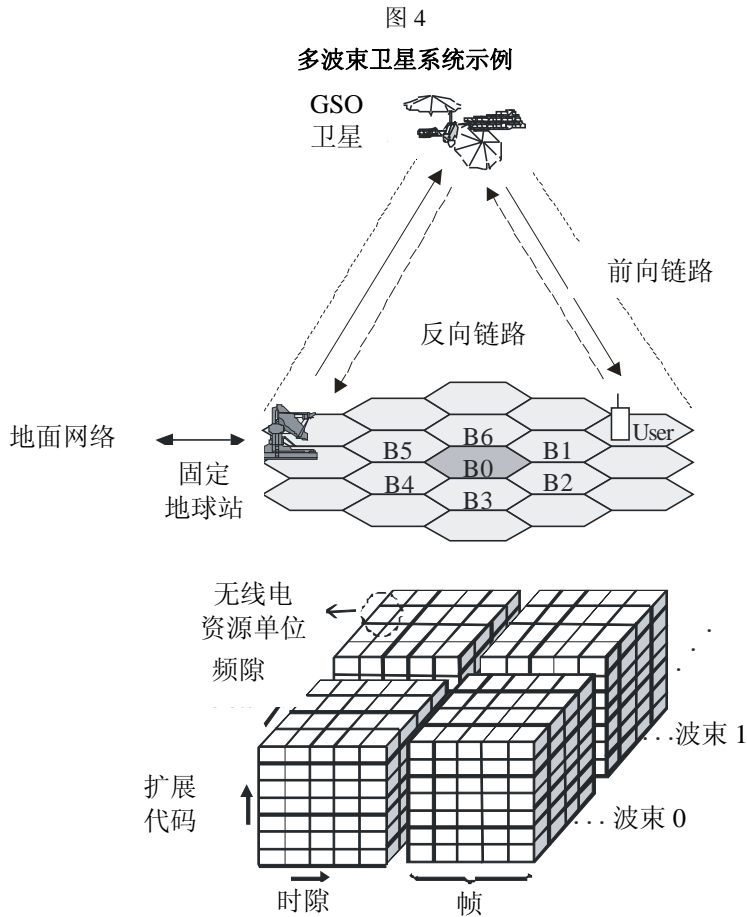 图 4
多波束卫星系统示例
GSO
卫星
前向链路
反向链路
地面网络
固定
地球站
User
B6
B5
B1
B0
B4
B2
B3
无线电
资源单位
频隙
扩展
代码
波束 1
波束 0
时隙
帧